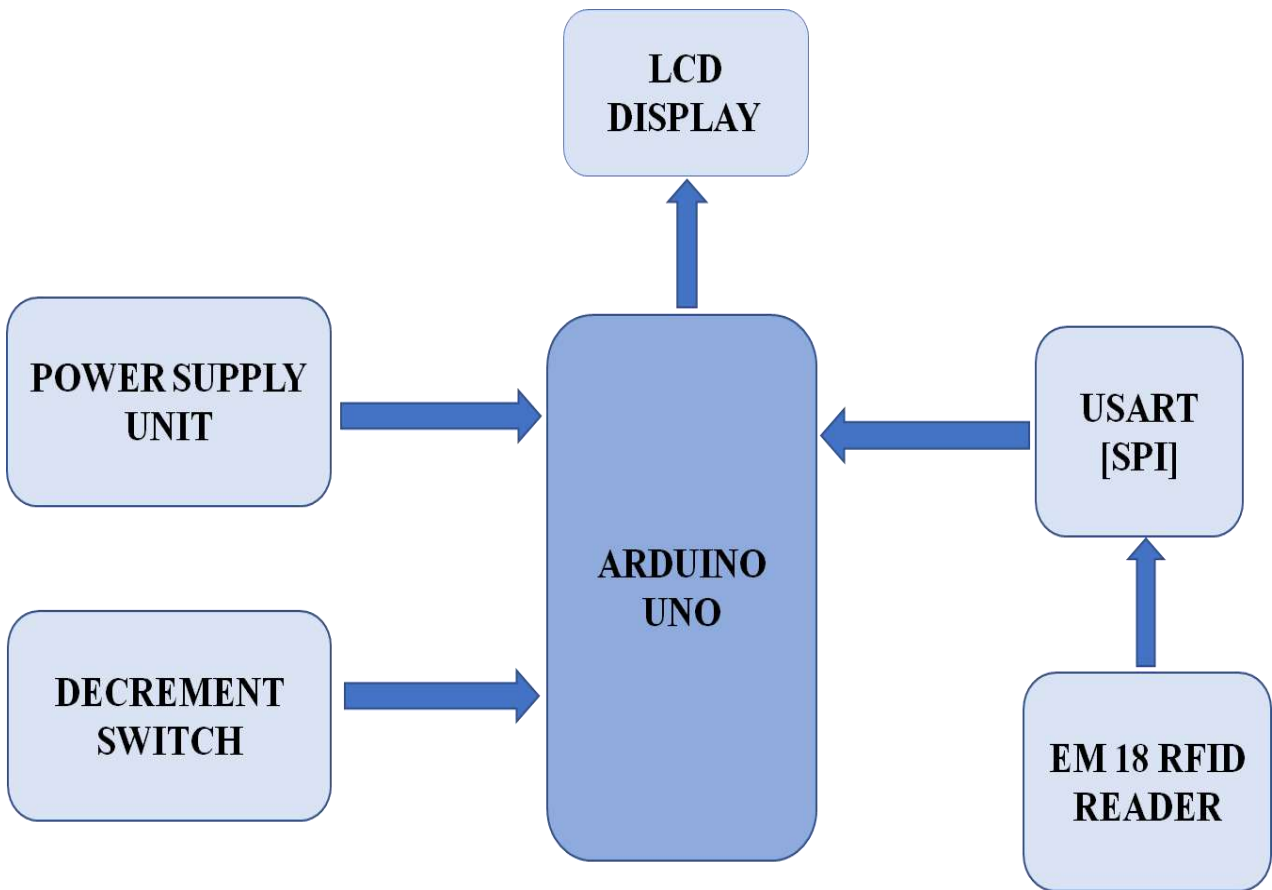 LCD
DISPLAY
POWER SUPPLY
UNIT
USART
[SPI]
ARDUINO
UNO
DECREMENT
SWITCH
EM 18 RFID
READER